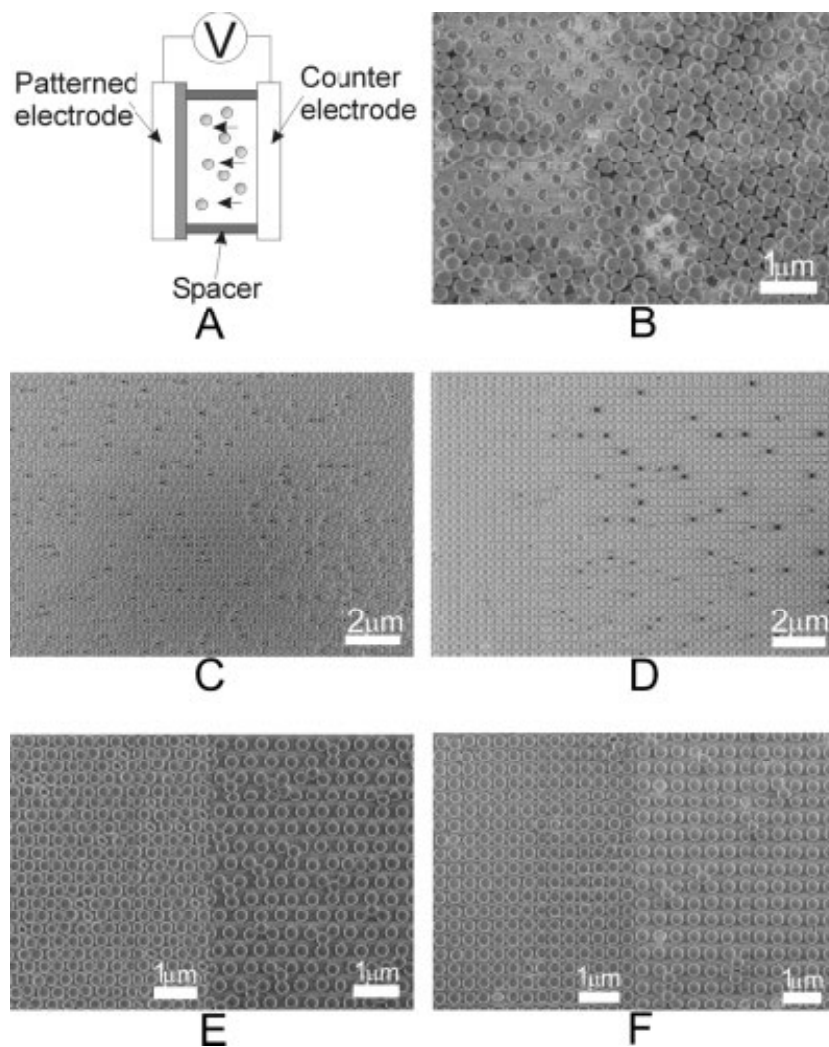 V
Patterned
electrode
Counter
electrode
Spacer
A
1μm
B
2μm
C
2μm
D
1μm
1μm
E
1μm
1μm
F